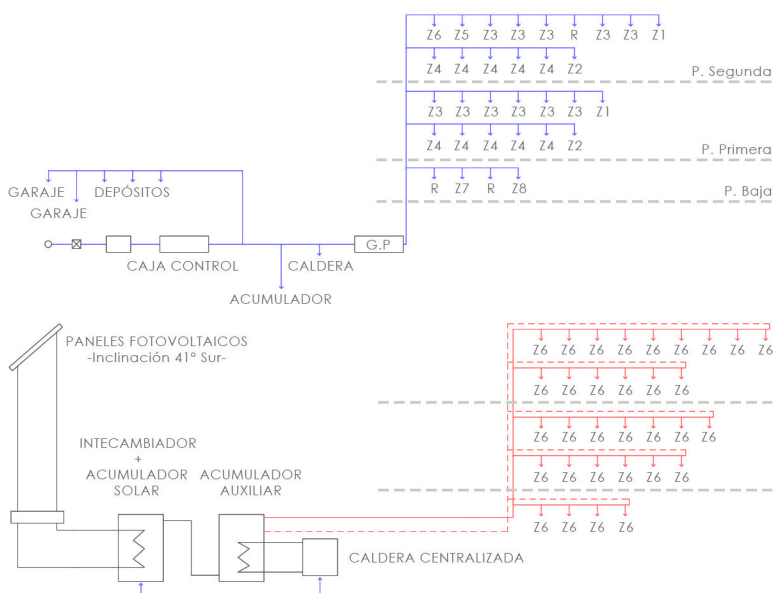 Z6 Z5 Z3 Z3 Z3 R Z3 Z3 Z1
Z4 Z4 Z4 Z4 Z4 Z2
P. Segunda
Z3 Z3 Z3 Z3 Z3 Z3 Z1
Z4 Z4 Z4 Z4 Z4 Z2
P. Primera
R Z7 R Z8
P. Baja
GARAJE
DEPÓSITOS
GARAJE
G.P
CAJA CONTROL
CALDERA
ACUMULADOR
PANELES FOTOVOLTAICOS
-Inclinación 41º Sur-
Z6 Z6 Z6 Z6 Z6 Z6 Z6 Z6 Z6
Z6 Z6 Z6 Z6 Z6 Z6
Z6 Z6 Z6 Z6 Z6 Z6 Z6
Z6 Z6 Z6 Z6 Z6 Z6
Z6 Z6 Z6 Z6
INTECAMBIADOR
+
ACUMULADOR
SOLAR
ACUMULADOR
AUXILIAR
CALDERA CENTRALIZADA